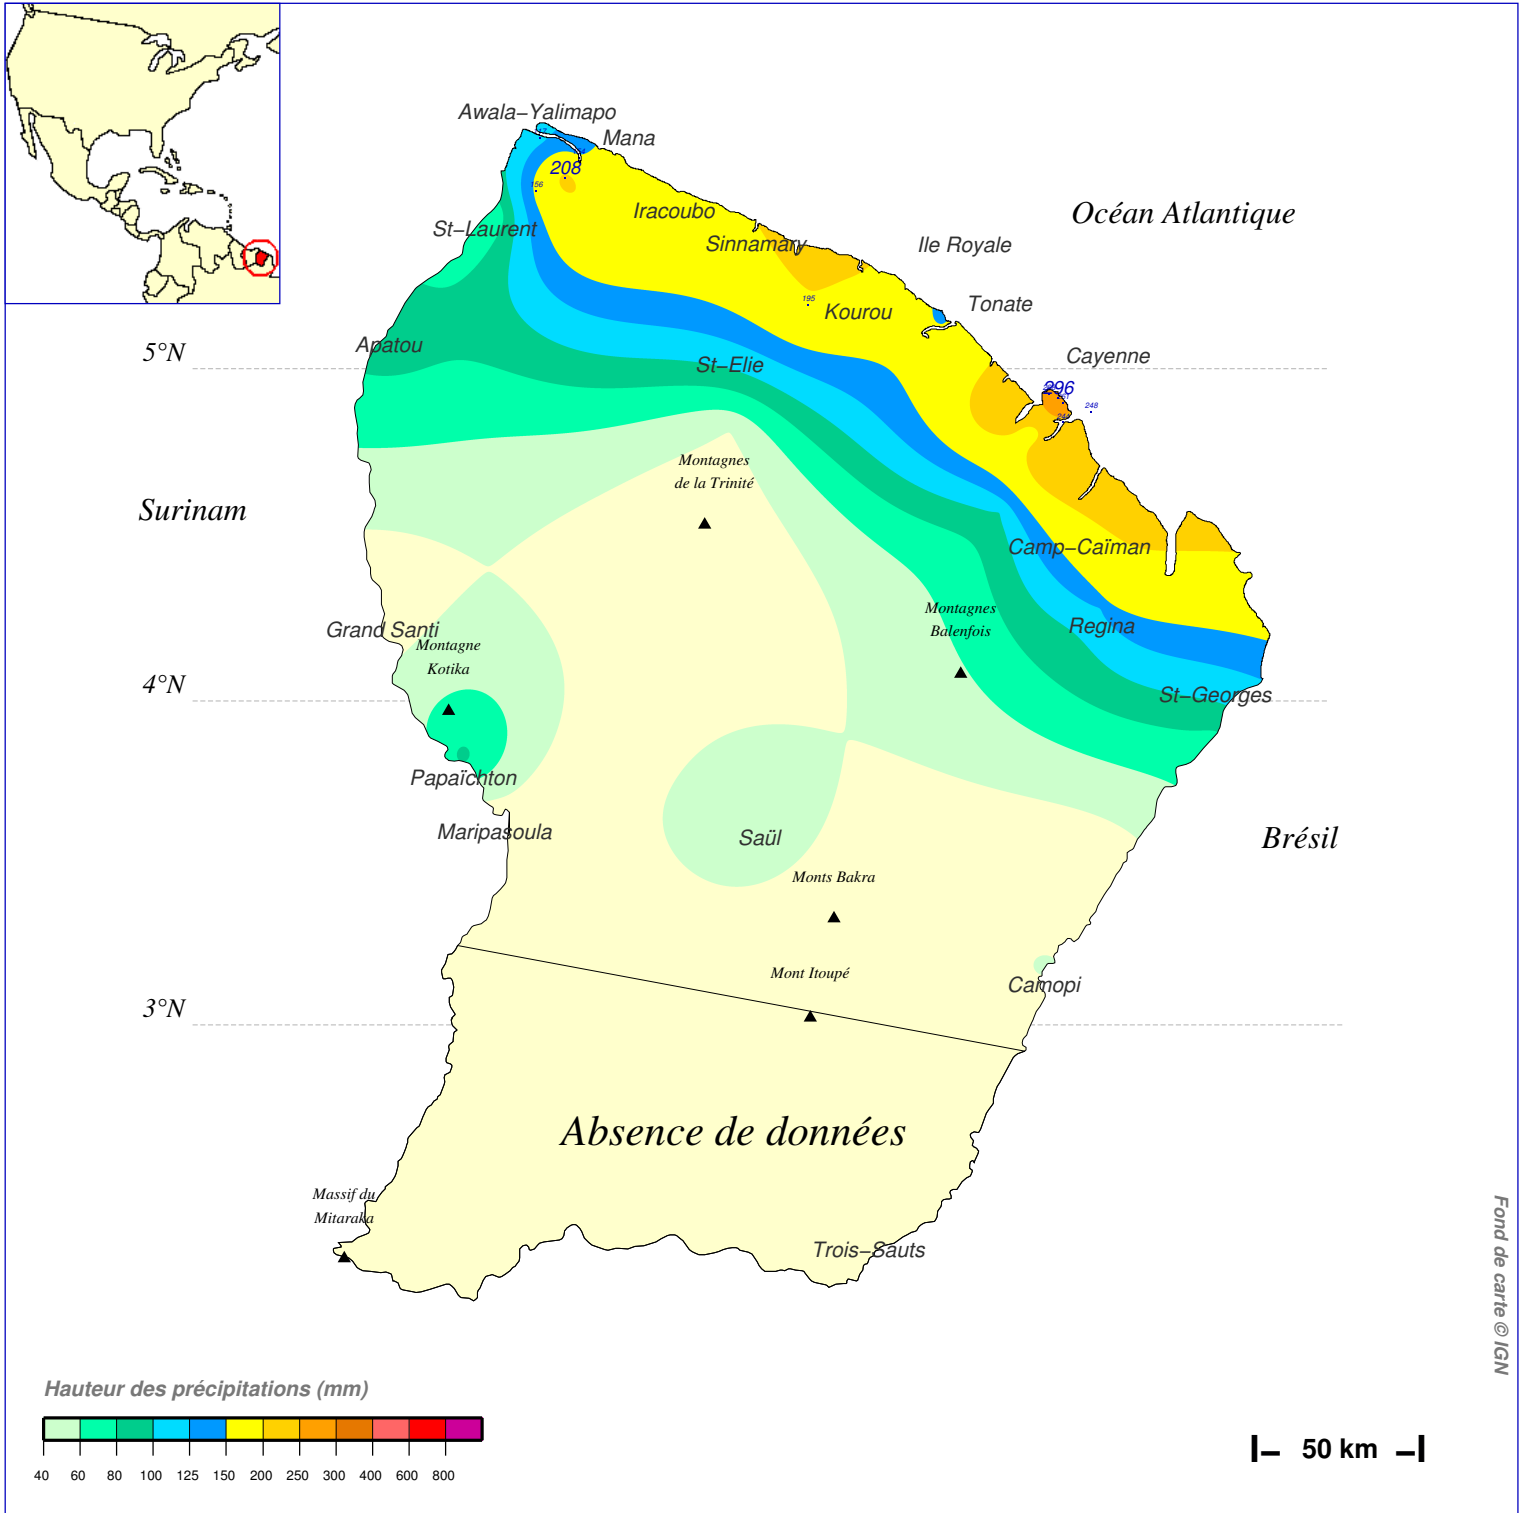 Awala−Yalimapo
Mana
208
156
Iracoubo
Océan Atlantique
St−Laurent
Sinnamary
Ile Royale
195
Kourou
Tonate
5°N
Apatou
St−Elie
Cayenne
296
248
244
Montagnes
de la Trinité
Surinam
Camp−Caïman
Montagnes
Balenfois
Grand Santi
Regina
Montagne
Kotika
4°N
St−Georges
Papaïchton
Maripasoula
Saül
Brésil
Monts Bakra
Mont Itoupé
Camopi
3°N
Absence de données
Massif du
Mitaraka
Trois−Sauts
Fond de carte © IGN
Hauteur des précipitations (mm)
40 60 80 100 125 150 200 250 300 400 600 800
50 km